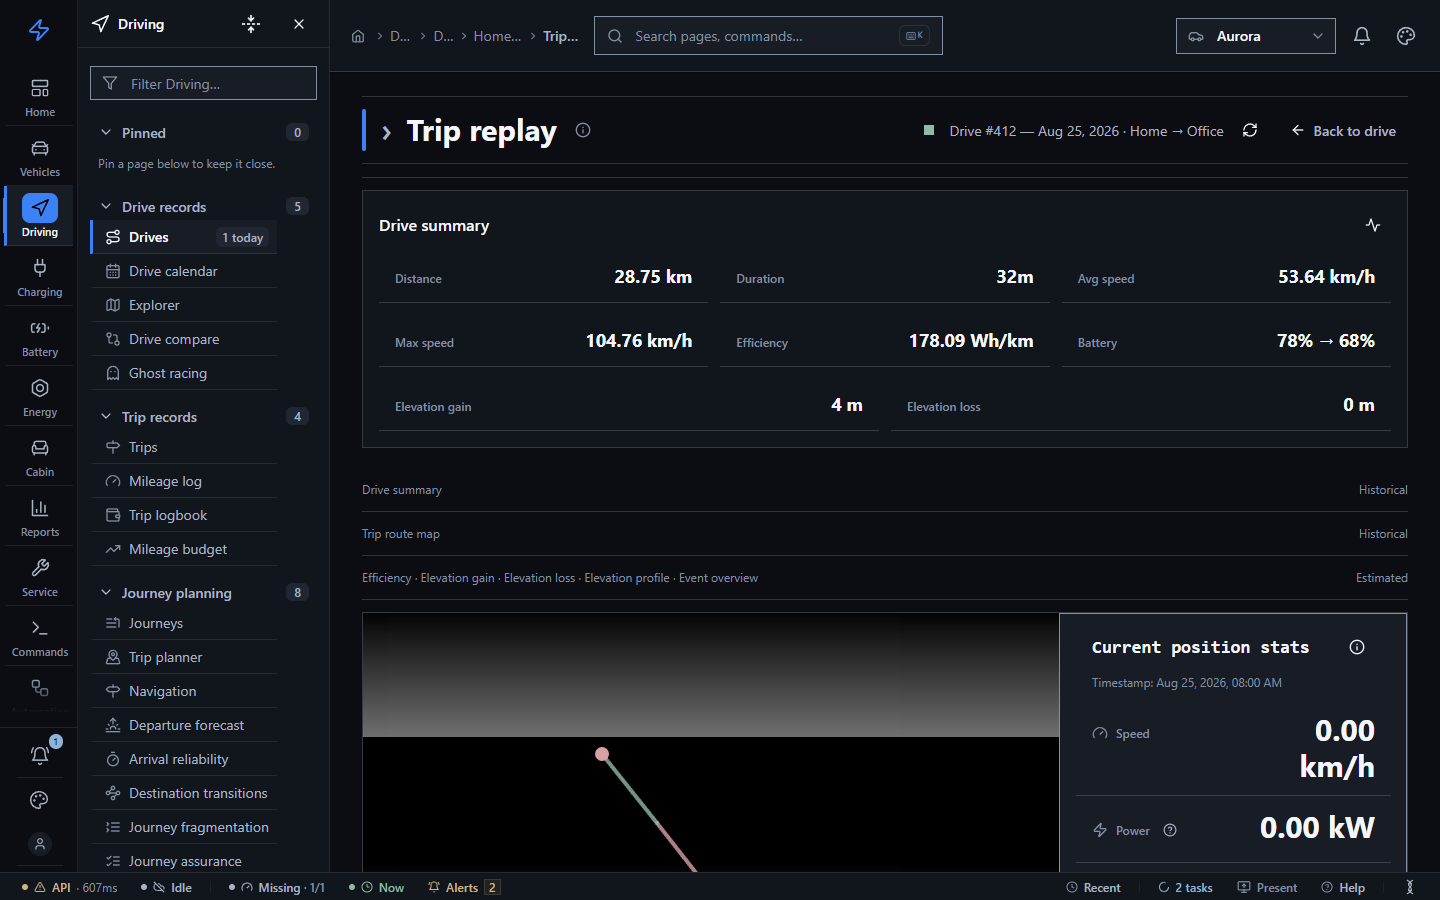 Driving
D...
D...
Home...
Trip...
Search pages, commands...
K
Aurora
Home
Vehicles
Driving
Charging
Battery
Energy
Cabin
Reports
Service
Commands
1
Filter Driving...
Pinned 0
Pin a page below to keep it close.
Drive records 5
Drives 1 today
Drive calendar
Explorer
Drive compare
Ghost racing
Trip records 4
Trips
Mileage log
Trip logbook
Mileage budget
Journey planning 8
Journeys
Trip planner
Navigation
Departure forecast
Arrival reliability
Destination transitions
Journey fragmentation
Journey assurance
Trip replay
Drive #412 — Aug 25, 2026 · Home → Office
Back to drive
Drive summary
Distance 28.75 km
Duration 32m
Avg speed 53.64 km/h
Max speed 104.76 km/h
Efficiency 178.09 Wh/km
Battery 78% → 68%
Elevation gain 4 m
Elevation loss 0 m
Drive summary Historical
Trip route map Historical
Efficiency · Elevation gain · Elevation loss · Elevation profile · Event overview Estimated
Current position stats
Timestamp: Aug 25, 2026, 08:00 AM
Speed 0.00 km/h
Power 0.00 kW
API · 607ms
Idle
Missing · 1/1
Now
Alerts 2
Recent
2 tasks
Present
Help